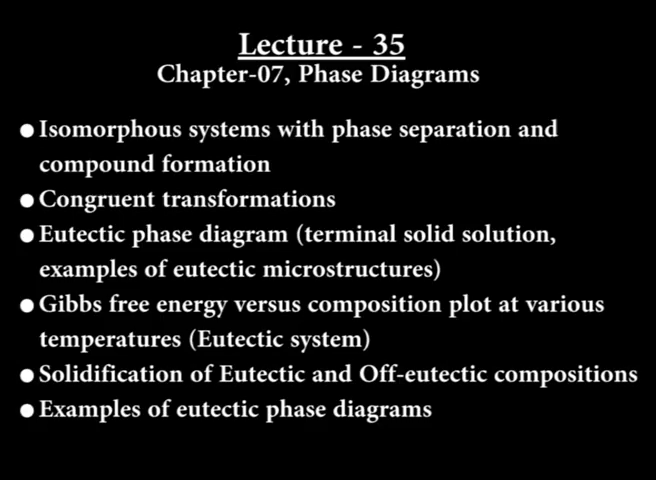 Lecture - 35
Chapter-07, Phase Diagrams
● Isomorphous systems with phase separation and
compound formation
● Congruent transformations
● Eutectic phase diagram (terminal solid solution,
examples of eutectic microstructures)
● Gibbs free energy versus composition plot at various
temperatures (Eutectic system)
● Solidification of Eutectic and Off-eutectic compositions
● Examples of eutectic phase diagrams